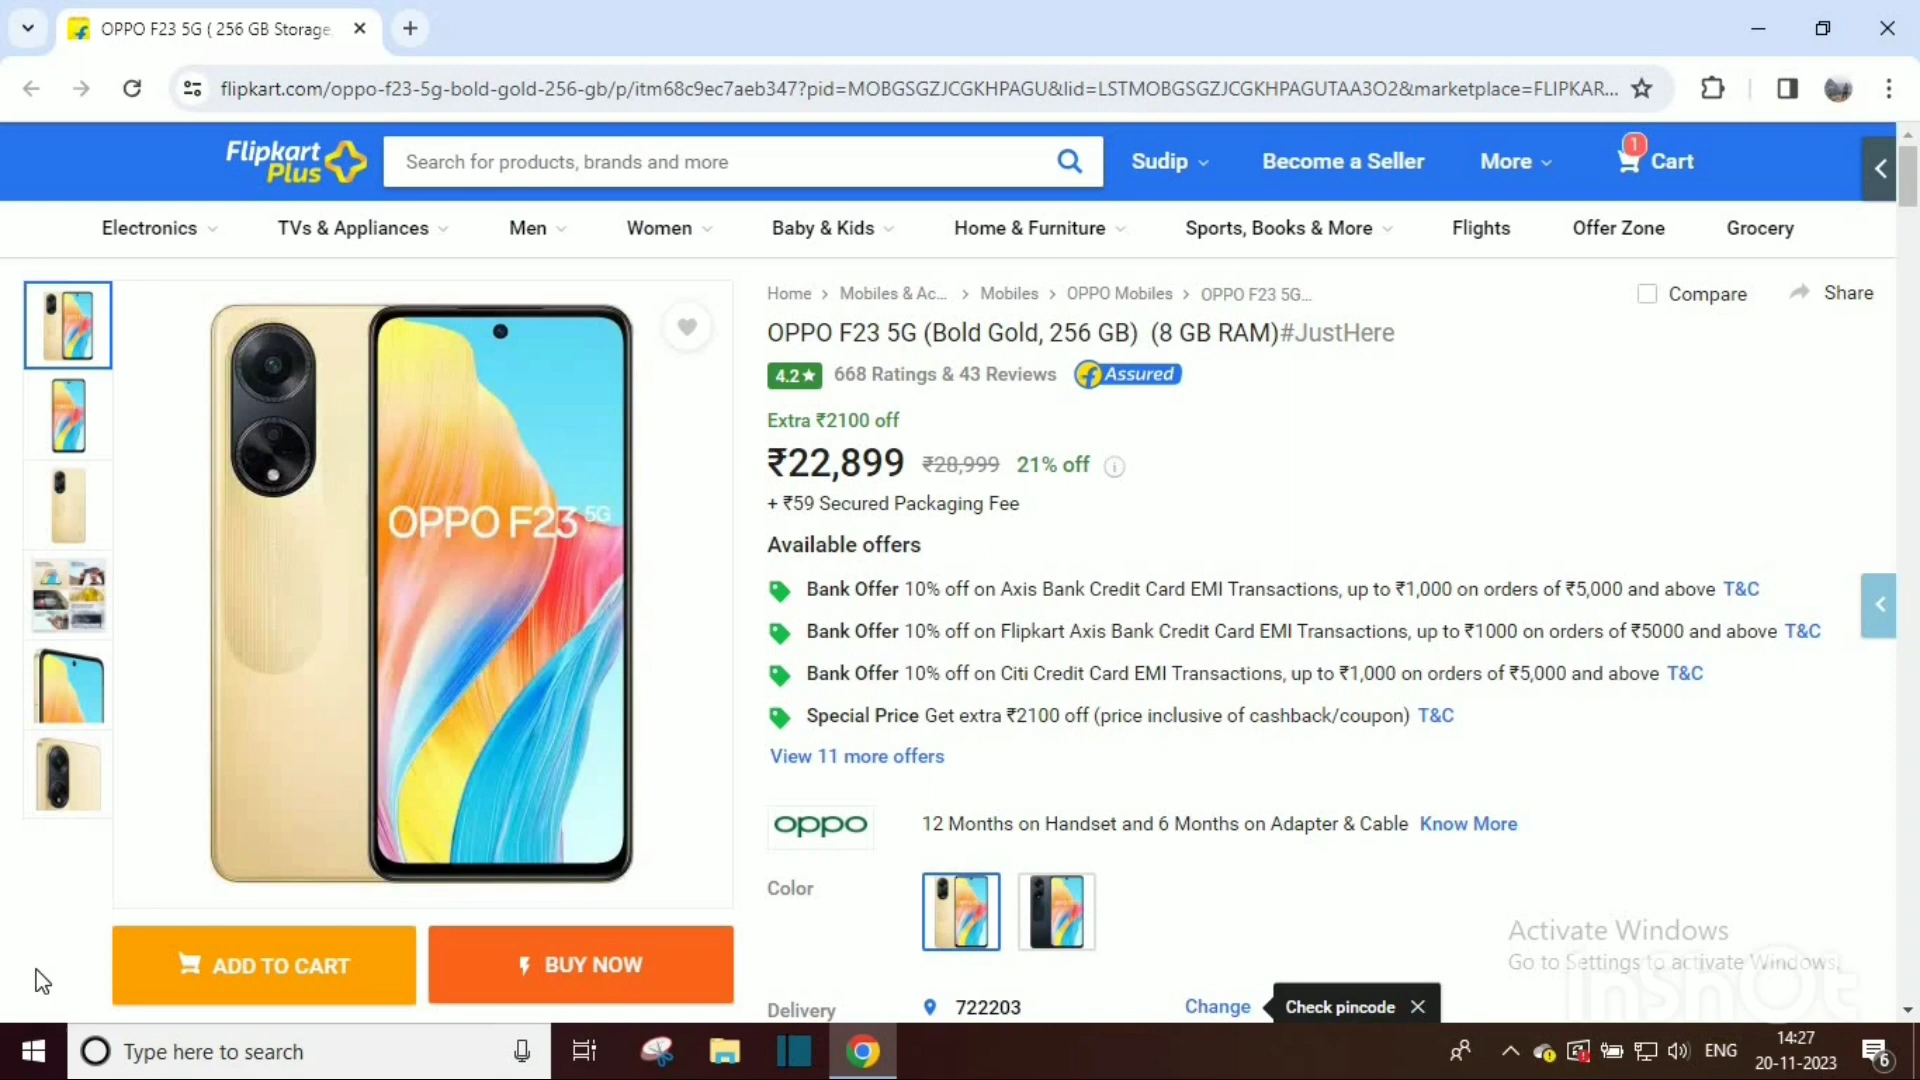 OPPO F23 5G ( 256 GB Storage
flipkart.com/oppo-f23-5g-bold-gold-256-gb/p/itm68c9ec7aeb347?pid=MOBGSGZJCGKHPAGU&lid=LSTMOBGSGZJCGKHPAGUTAA3O2&marketplace=FLIPKAR...
Flipkart
Plus
Search for products, brands and more
Sudip
Become a Seller
More
1
Cart
Electronics
TVs & Appliances
Men
Women
Baby & Kids
Home & Furniture
Sports, Books & More
Flights
Offer Zone
Grocery
Home > Mobiles & Ac... > Mobiles > OPPO Mobiles > OPPO F23 5G...
Compare
Share
OPPO F23 5G (Bold Gold, 256 GB) (8 GB RAM)#JustHere
4.2★ 668 Ratings & 43 Reviews Assured
Extra ₹2100 off
₹22,899 ₹28,999 21% off
+ ₹59 Secured Packaging Fee
OPPO F23 5G
Available offers
Bank Offer 10% off on Axis Bank Credit Card EMI Transactions, up to ₹1,000 on orders of ₹5,000 and above T&C
Bank Offer 10% off on Flipkart Axis Bank Credit Card EMI Transactions, up to ₹1000 on orders of ₹5000 and above T&C
Bank Offer 10% off on Citi Credit Card EMI Transactions, up to ₹1,000 on orders of ₹5,000 and above T&C
Special Price Get extra ₹2100 off (price inclusive of cashback/coupon) T&C
View 11 more offers
oppo
12 Months on Handset and 6 Months on Adapter & Cable Know More
Color
ADD TO CART
BUY NOW
Delivery
722203
Change
Check pincode
Activate Windows
Go to Settings to activate Windows.
InShOt
Type here to search
ENG
14:27
20-11-2023
6